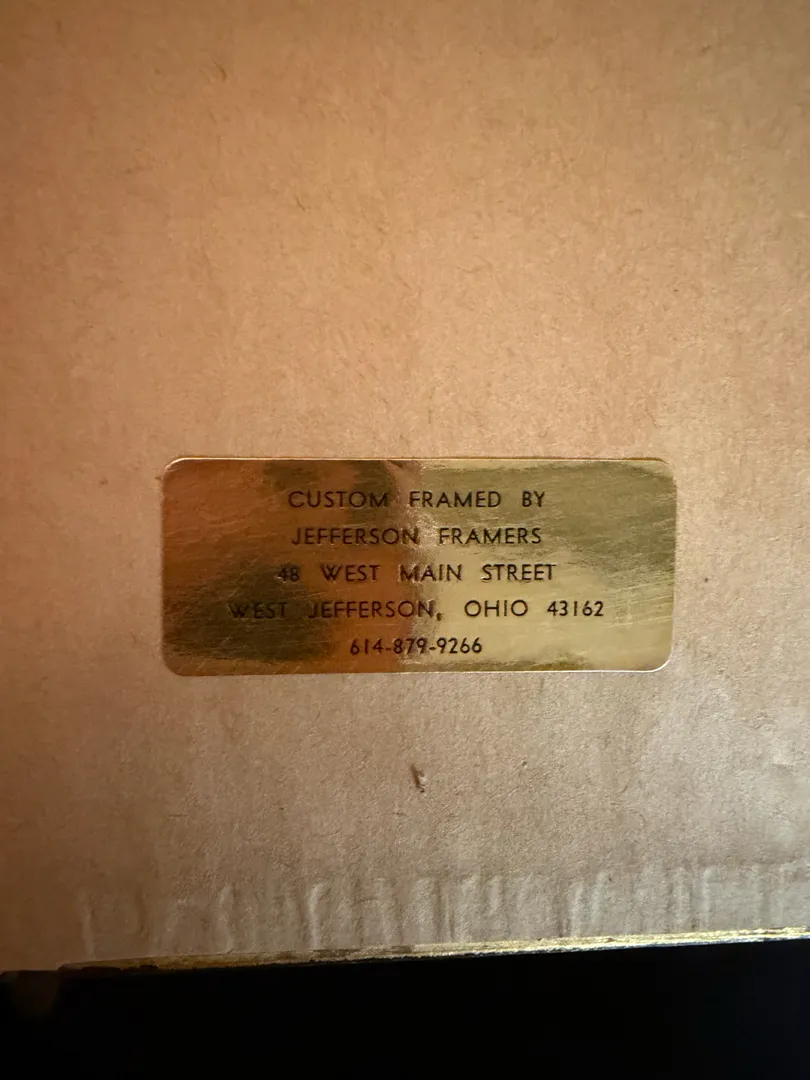 CUSTOM FRAMED BY
JEFFERSON FRAMERS
48 WEST MAIN STREET
WEST JEFFERSON, OHIO 43162
614-879-9266